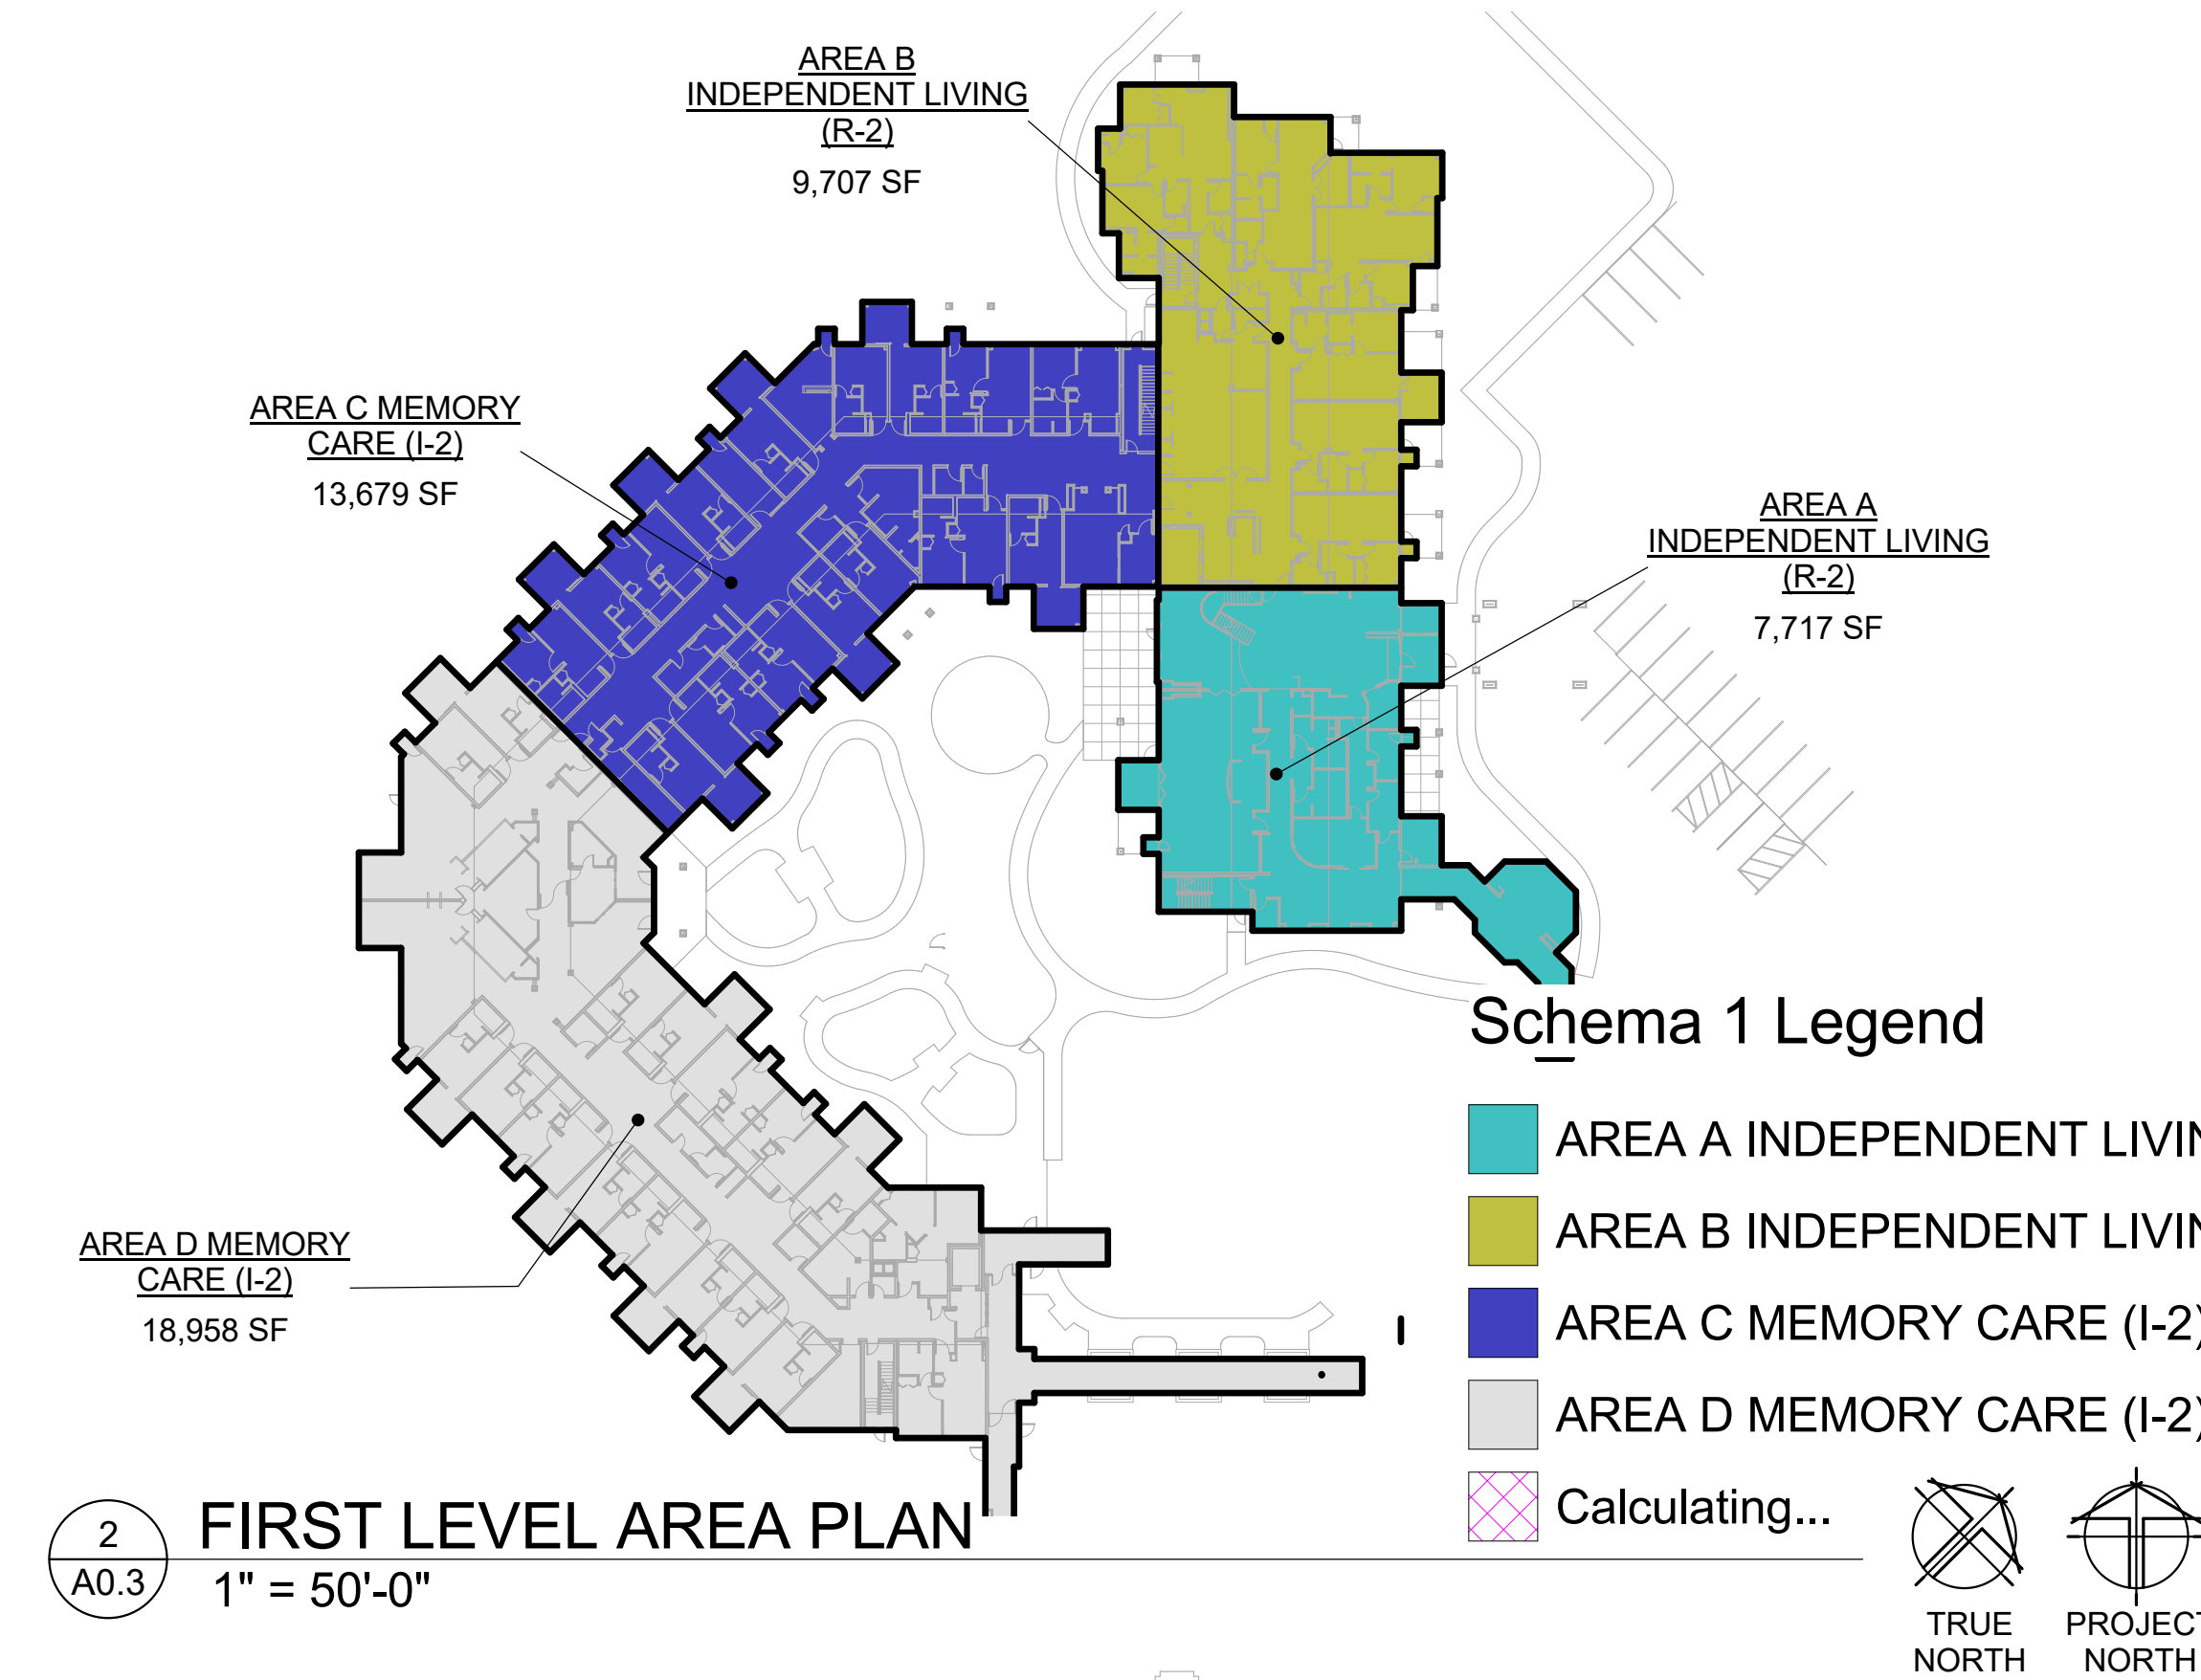 AREA B
INDEPENDENT LIVING
(R-2)
9,707 SF
AREA C MEMORY
CARE (I-2)
13,679 SF
AREA A
INDEPENDENT LIVING
(R-2)
7,717 SF
AREA D MEMORY
CARE (I-2)
18,958 SF
Schema 1 Legend
AREA A INDEPENDENT
AREA B INDEPENDENT
AREA C MEMORY CARE (I-2)
AREA D MEMORY CARE (I-2)
Calculating...
2
A0.3
FIRST LEVEL AREA PLAN
1" = 50'-0"
TRUE
NORTH
PROJECT
NORTH